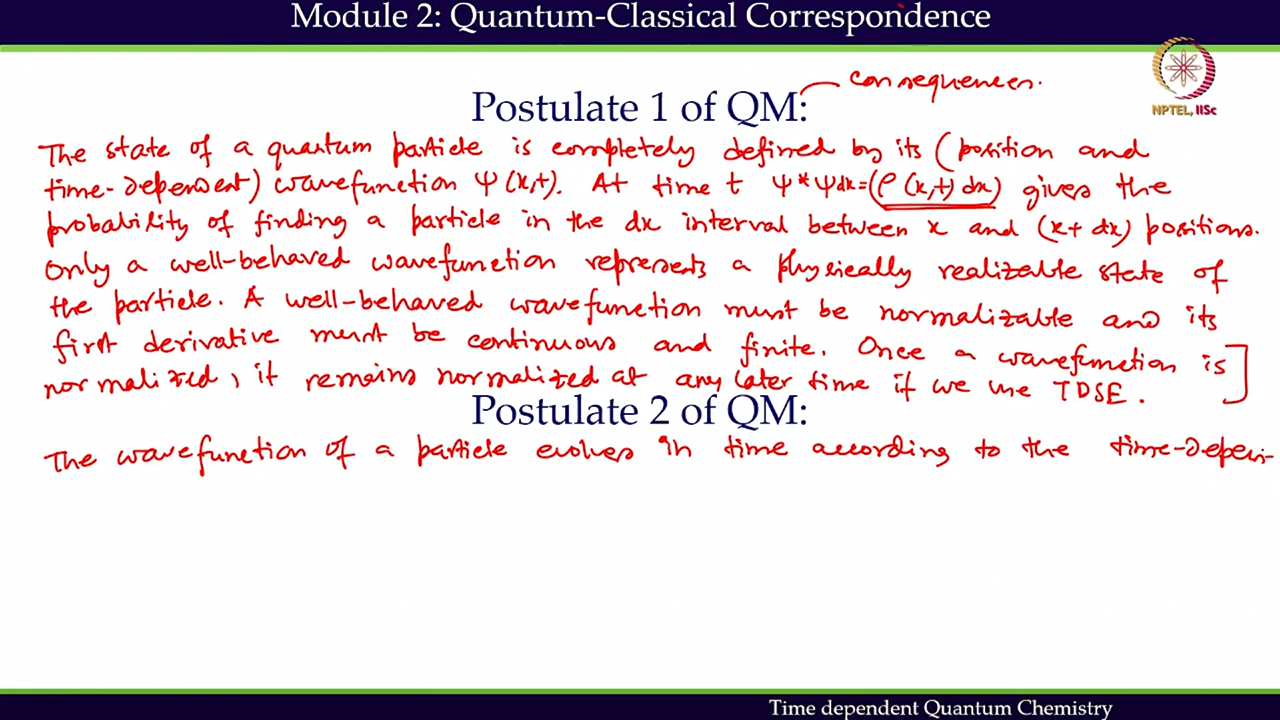 Module 2: Quantum-Classical Correspondence
consequences.
Postulate 1 of QM:
NPTEL, IISc
The state of a quantum particle is completely defined by its (position and
time-dependent) wavefunction Ψ(x,t). At time t Ψ*Ψdx=(ρ(x,t)dx) gives the
probability of finding a particle in the dx interval between x and (x+dx) positions.
Only a well-behaved wavefunction represents a physically realizable state of
the particle. A well-behaved wavefunction must be normalizable and its
first derivative must be continuous and finite. Once a wavefunction is
normalized, it remains normalized at any later time if we use TDSE.
Postulate 2 of QM:
The wavefunction of a particle evolves in time according to the time-depen-
Time dependent Quantum Chemistry